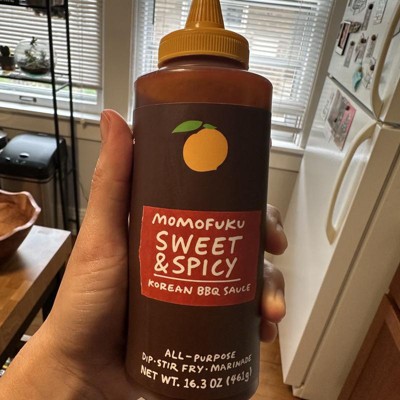 MOMOFUKU
SWEET
& SPICY
KOREAN BBQ SAUCE
ALL-PURPOSE
DIP·STIR FRY·MARINADE
NET WT. 16.3 OZ (461g)